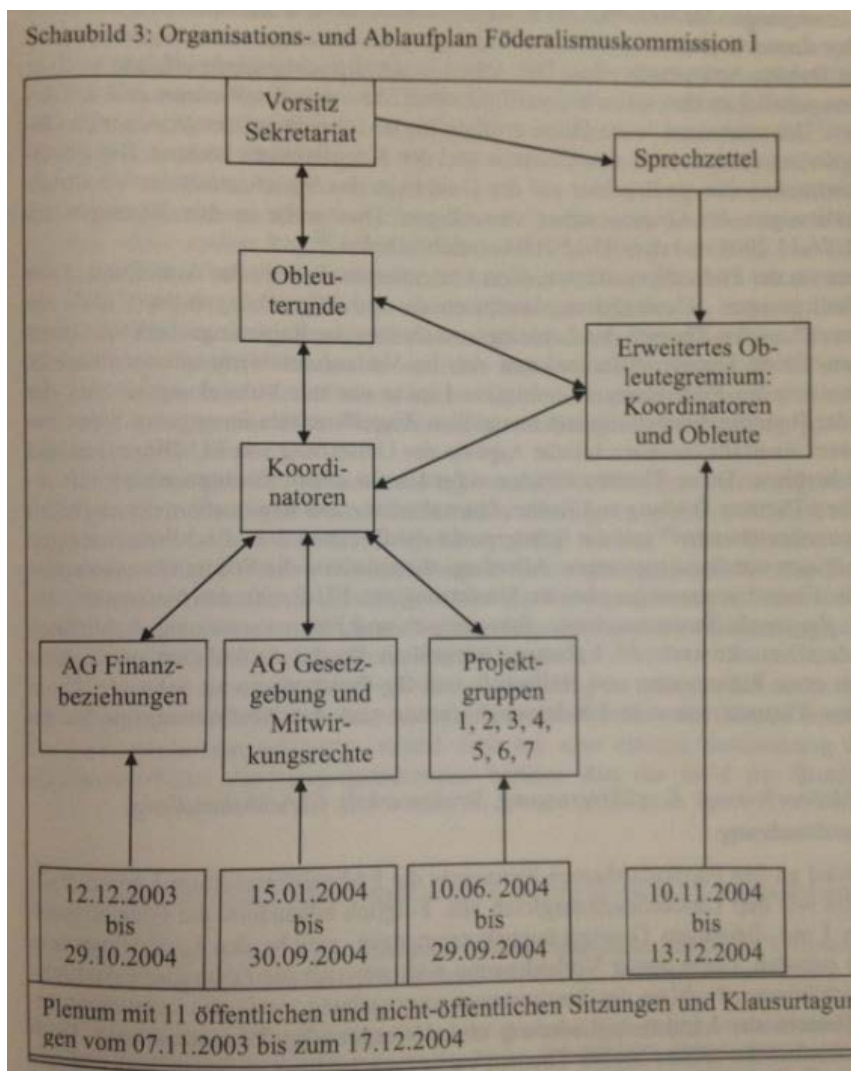 Schaubild 3: Organisations- und Ablaufplan Föderalismuskommission I
Vorsitz
Sekretariat
Sprechzettel
Obleu-
terunde
Erweitertes Ob-
leutegremium:
Koordinatoren
und Obleute
Koordi-
natoren
AG Finanz-
beziehungen
AG Gesetz-
gebung und
Mitwir-
kungsrechte
Projekt-
gruppen
1, 2, 3, 4,
5, 6, 7
12.12.2003
bis
29.10.2004
15.01.2004
bis
30.09.2004
10.06. 2004
bis
29.09.2004
10.11.2004
bis
13.12.2004
Plenum mit 11 öffentlichen und nicht-öffentlichen Sitzungen und Klausurtagun
gen vom 07.11.2003 bis zum 17.12.2004